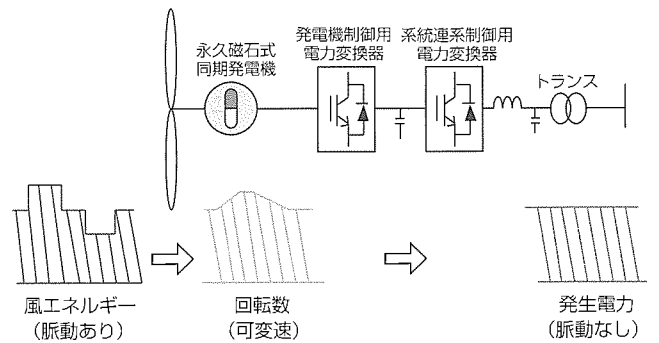 永久磁石式
同期発電機
発電機制御用
電力変換器
系統連系制御用
電力変換器
トランス
風エネルギー
（脈動あり）
回転数
（可変速）
発生電力
（脈動なし）